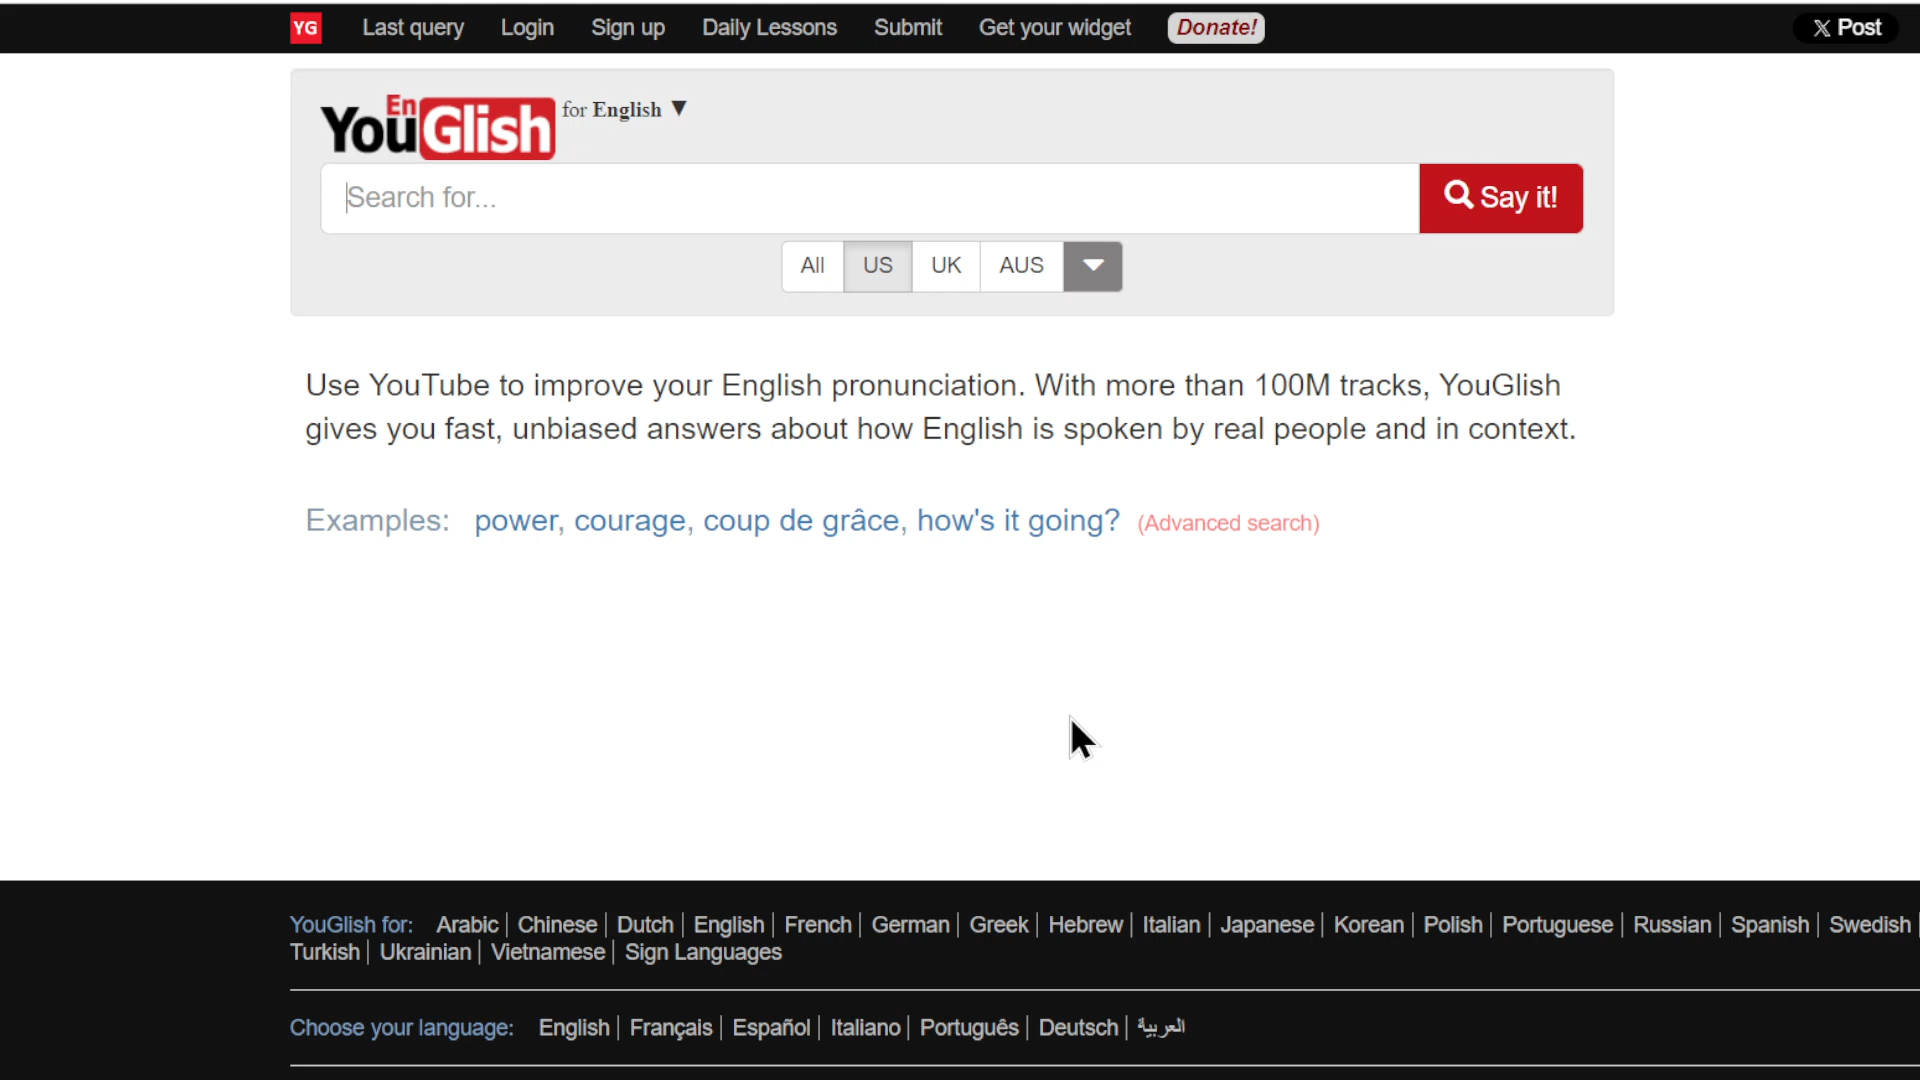 YG Last query Login Sign up Daily Lessons Submit Get your widget Donate! X Post
YouGlish En for English ▼
Search for... Say it!
All US UK AUS
Use YouTube to improve your English pronunciation. With more than 100M tracks, YouGlish
gives you fast, unbiased answers about how English is spoken by real people and in context.
Examples: power, courage, coup de grâce, how's it going? (Advanced search)
YouGlish for: Arabic | Chinese | Dutch | English | French | German | Greek | Hebrew | Italian | Japanese | Korean | Polish | Portuguese | Russian | Spanish | Swedish |
Turkish | Ukrainian | Vietnamese | Sign Languages
Choose your language: English | Français | Español | Italiano | Português | Deutsch | العربية